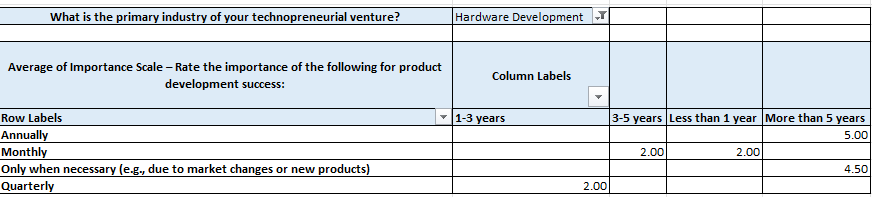 What is the primary industry of your technopreneurial venture? Hardware Development
Average of Importance Scale – Rate the importance of the following for product
development success:
Column Labels
Row Labels 1-3 years 3-5 years Less than 1 year More than 5 years
Annually 5.00
Monthly 2.00 2.00
Only when necessary (e.g., due to market changes or new products) 4.50
Quarterly 2.00